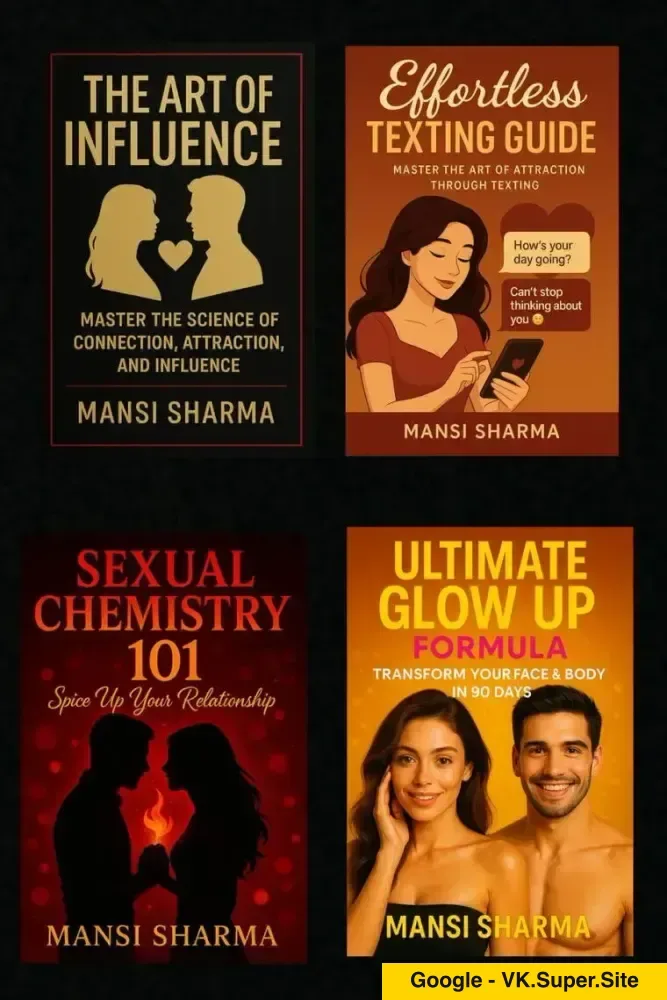 THE ART OF
INFLUENCE
MASTER THE SCIENCE OF
CONNECTION, ATTRACTION,
AND INFLUENCE
MANSI SHARMA
Effortless
TEXTING GUIDE
MASTER THE ART OF ATTRACTION
THROUGH TEXTING
How's your
day going?
Can't stop
thinking about
you
MANSI SHARMA
SEXUAL
CHEMISTRY
101
Spice Up Your Relationship
MANSI SHARMA
ULTIMATE
GLOW UP
FORMULA
TRANSFORM YOUR FACE & BODY
IN 90 DAYS
MANSI SHARMA
Google - VK.Super.Site